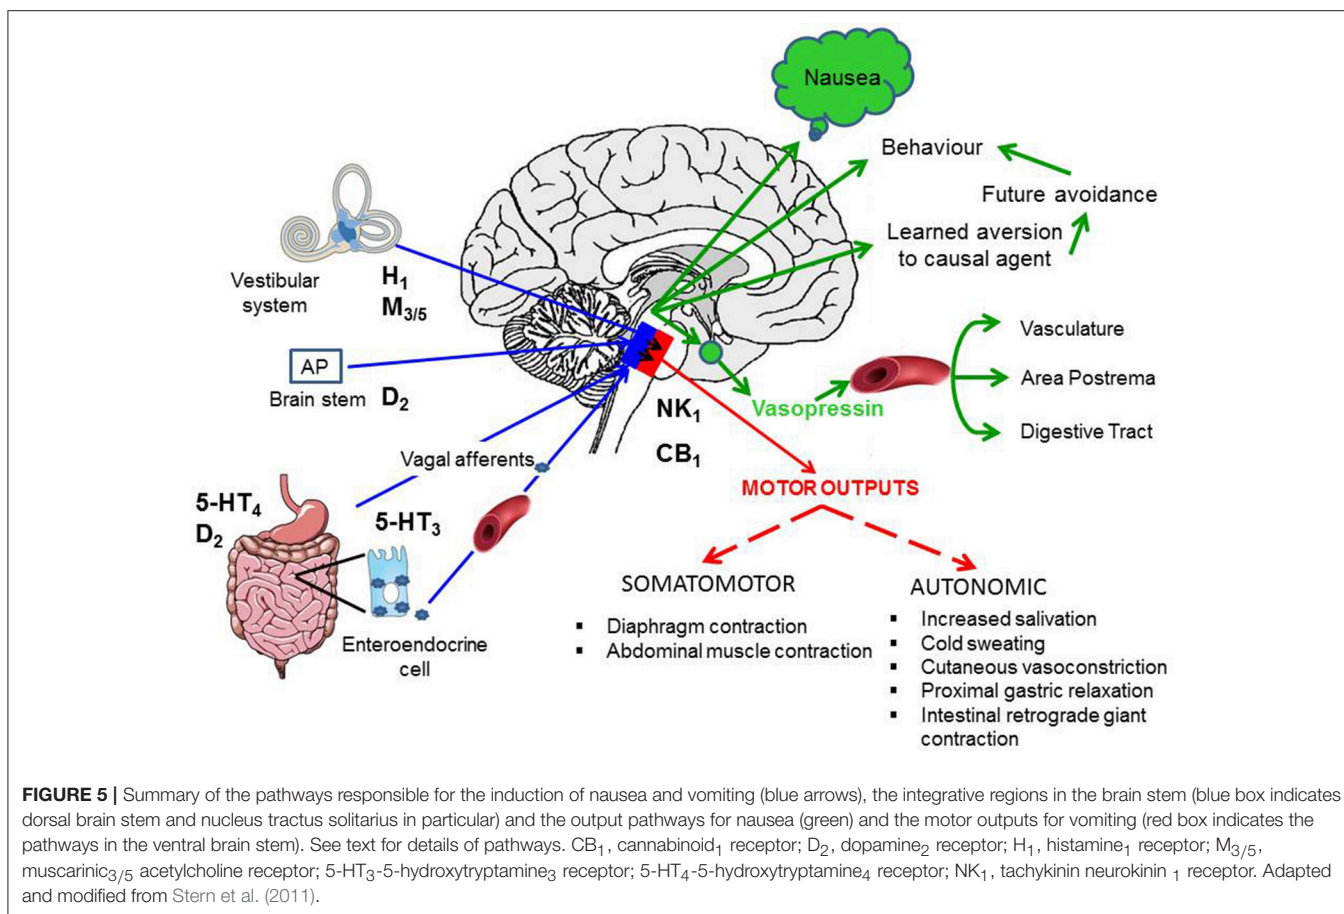 Nausea
Behaviour
Future avoidance
Learned aversion
to causal agent
Vestibular
system
H1
M3/5
AP
Brain stem
D2
Vasculature
Area Postrema
Digestive Tract
Vasopressin
NK1
CB1
Vagal afferents
5-HT4
D2
5-HT3
Enteroendocrine
cell
MOTOR OUTPUTS
SOMATOMOTOR
▪ Diaphragm contraction
▪ Abdominal muscle contraction
AUTONOMIC
▪ Increased salivation
▪ Cold sweating
▪ Cutaneous vasoconstriction
▪ Proximal gastric relaxation
▪ Intestinal retrograde giant
contraction
FIGURE 5 | Summary of the pathways responsible for the induction of nausea and vomiting (blue arrows), the integrative regions in the brain stem (blue box indicates
dorsal brain stem and nucleus tractus solitarius in particular) and the output pathways for nausea (green) and the motor outputs for vomiting (red box indicates the
pathways in the ventral brain stem). See text for details of pathways. CB1, cannabinoid1 receptor; D2, dopamine2 receptor; H1, histamine1 receptor; M3/5,
muscarinic3/5 acetylcholine receptor; 5-HT3-5-hydroxytryptamine3 receptor; 5-HT4-5-hydroxytryptamine4 receptor; NK1, tachykinin neurokinin 1 receptor. Adapted
and modified from Stern et al. (2011).